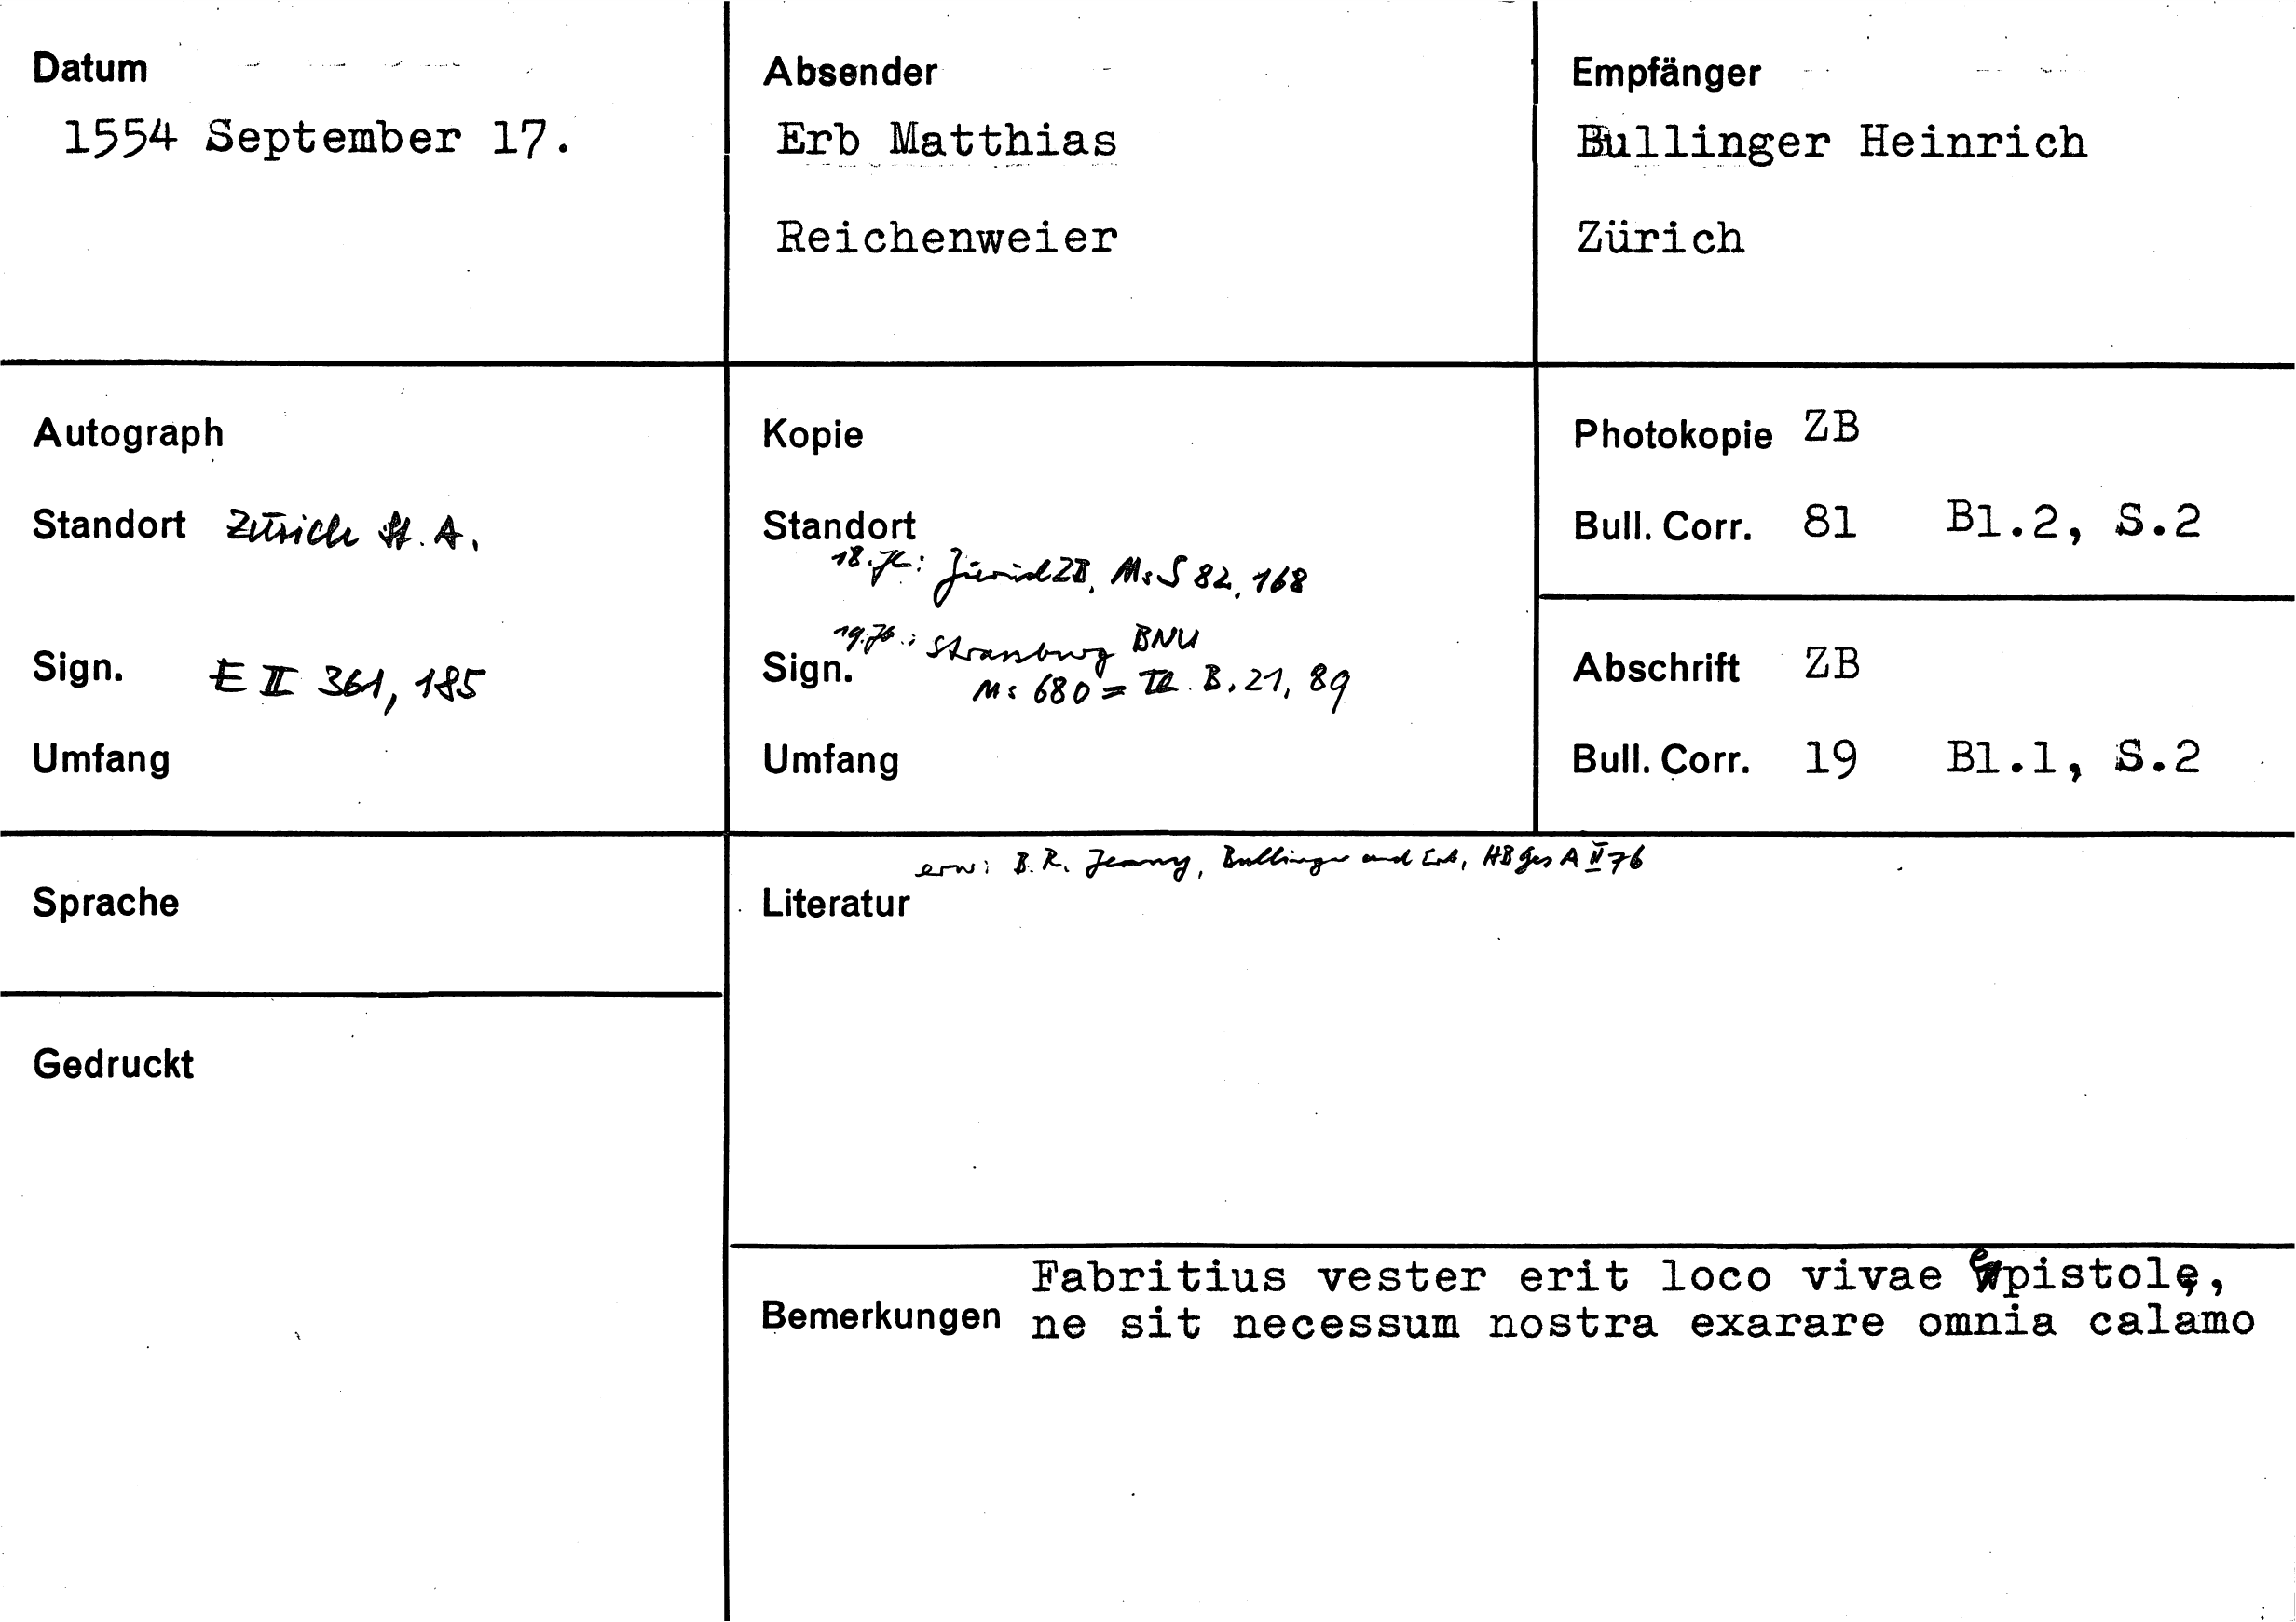 Datum
1554 September 17.
Absender
Erb Matthias
Reichenweier
Empfänger
Bullinger Heinrich
Zürich
Autograph
Standort Zürich St. A.
Sign. E II 361, 185
Umfang
Kopie
Standort
18. Jh.: Zürich ZB, Ms S 82, 168
19. Jh.: Strassburg BNU
Sign. Ms 680 = TB. B. 21, 89
Umfang
Photokopie ZB
Bull. Corr. 81 Bl.2, S.2
Abschrift ZB
Bull. Corr. 19 Bl.1, S.2
Sprache
Gedruckt
erw: B. R. Jenny, Bullinger und Erb, HBGes A II 76
Literatur
Fabritius vester erit loco vivae epistolę,
Bemerkungen ne sit necessum nostra exarare omnia calamo